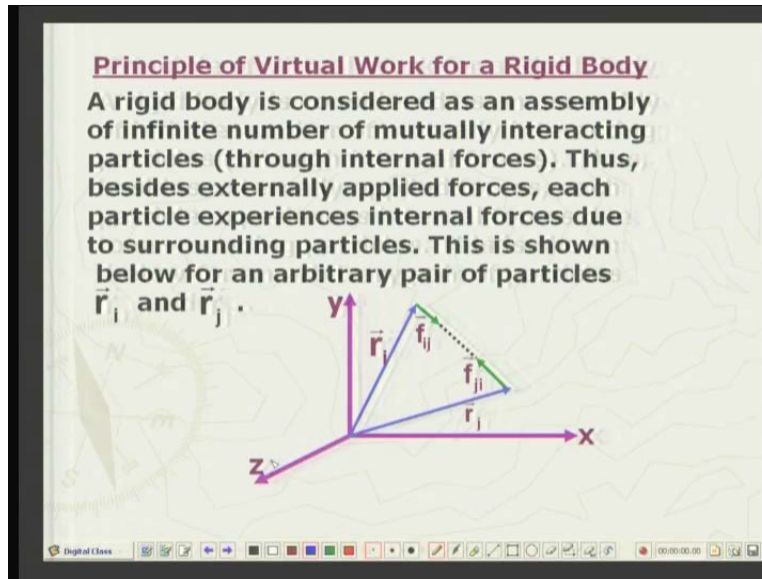 Principle of Virtual Work for a Rigid Body
A rigid body is considered as an assembly
of infinite number of mutually interacting
particles (through internal forces). Thus,
besides externally applied forces, each
particle experiences internal forces due
to surrounding particles. This is shown
below for an arbitrary pair of particles
r⃗ᵢ and r⃗ⱼ .
y
r⃗ᵢ
f⃗ᵢⱼ
f⃗ⱼᵢ
r⃗ⱼ
x
z
N
m
S
Digital Class
00:00:00.00